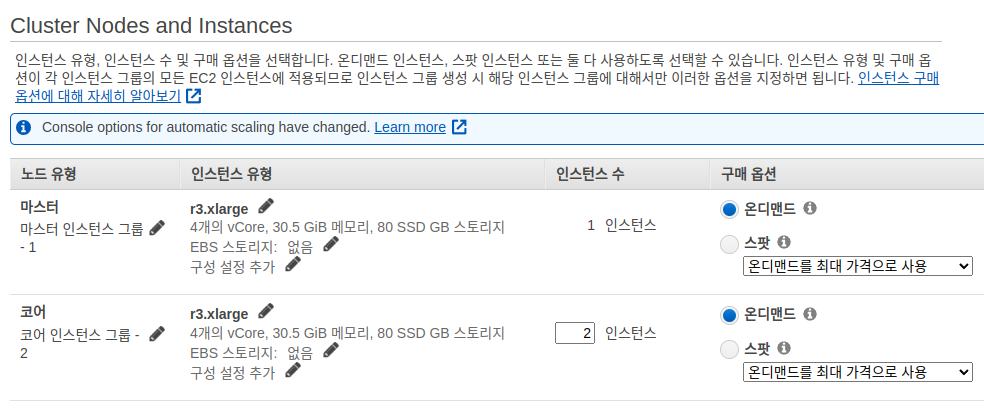 Cluster Nodes and Instances
인스턴스 유형, 인스턴스 수 및 구매 옵션을 선택합니다. 온디맨드 인스턴스, 스팟 인스턴스 또는 둘 다 사용하도록 선택할 수 있습니다. 인스턴스 유형 및 구매 옵
션이 각 인스턴스 그룹의 모든 EC2 인스턴스에 적용되므로 인스턴스 그룹 생성 시 해당 인스턴스 그룹에 대해서만 이러한 옵션을 지정하면 됩니다. 인스턴스 구매
옵션에 대해 자세히 알아보기
Console options for automatic scaling have changed. Learn more
노드 유형 인스턴스 유형 인스턴스 수 구매 옵션
마스터
마스터 인스턴스 그룹
- 1
r3.xlarge
4개의 vCore, 30.5 GiB 메모리, 80 SSD GB 스토리지
EBS 스토리지: 없음
구성 설정 추가
1 인스턴스
온디맨드
스팟
온디맨드를 최대 가격으로 사용
코어
코어 인스턴스 그룹 -
2
r3.xlarge
4개의 vCore, 30.5 GiB 메모리, 80 SSD GB 스토리지
EBS 스토리지: 없음
구성 설정 추가
2 인스턴스
온디맨드
스팟
온디맨드를 최대 가격으로 사용